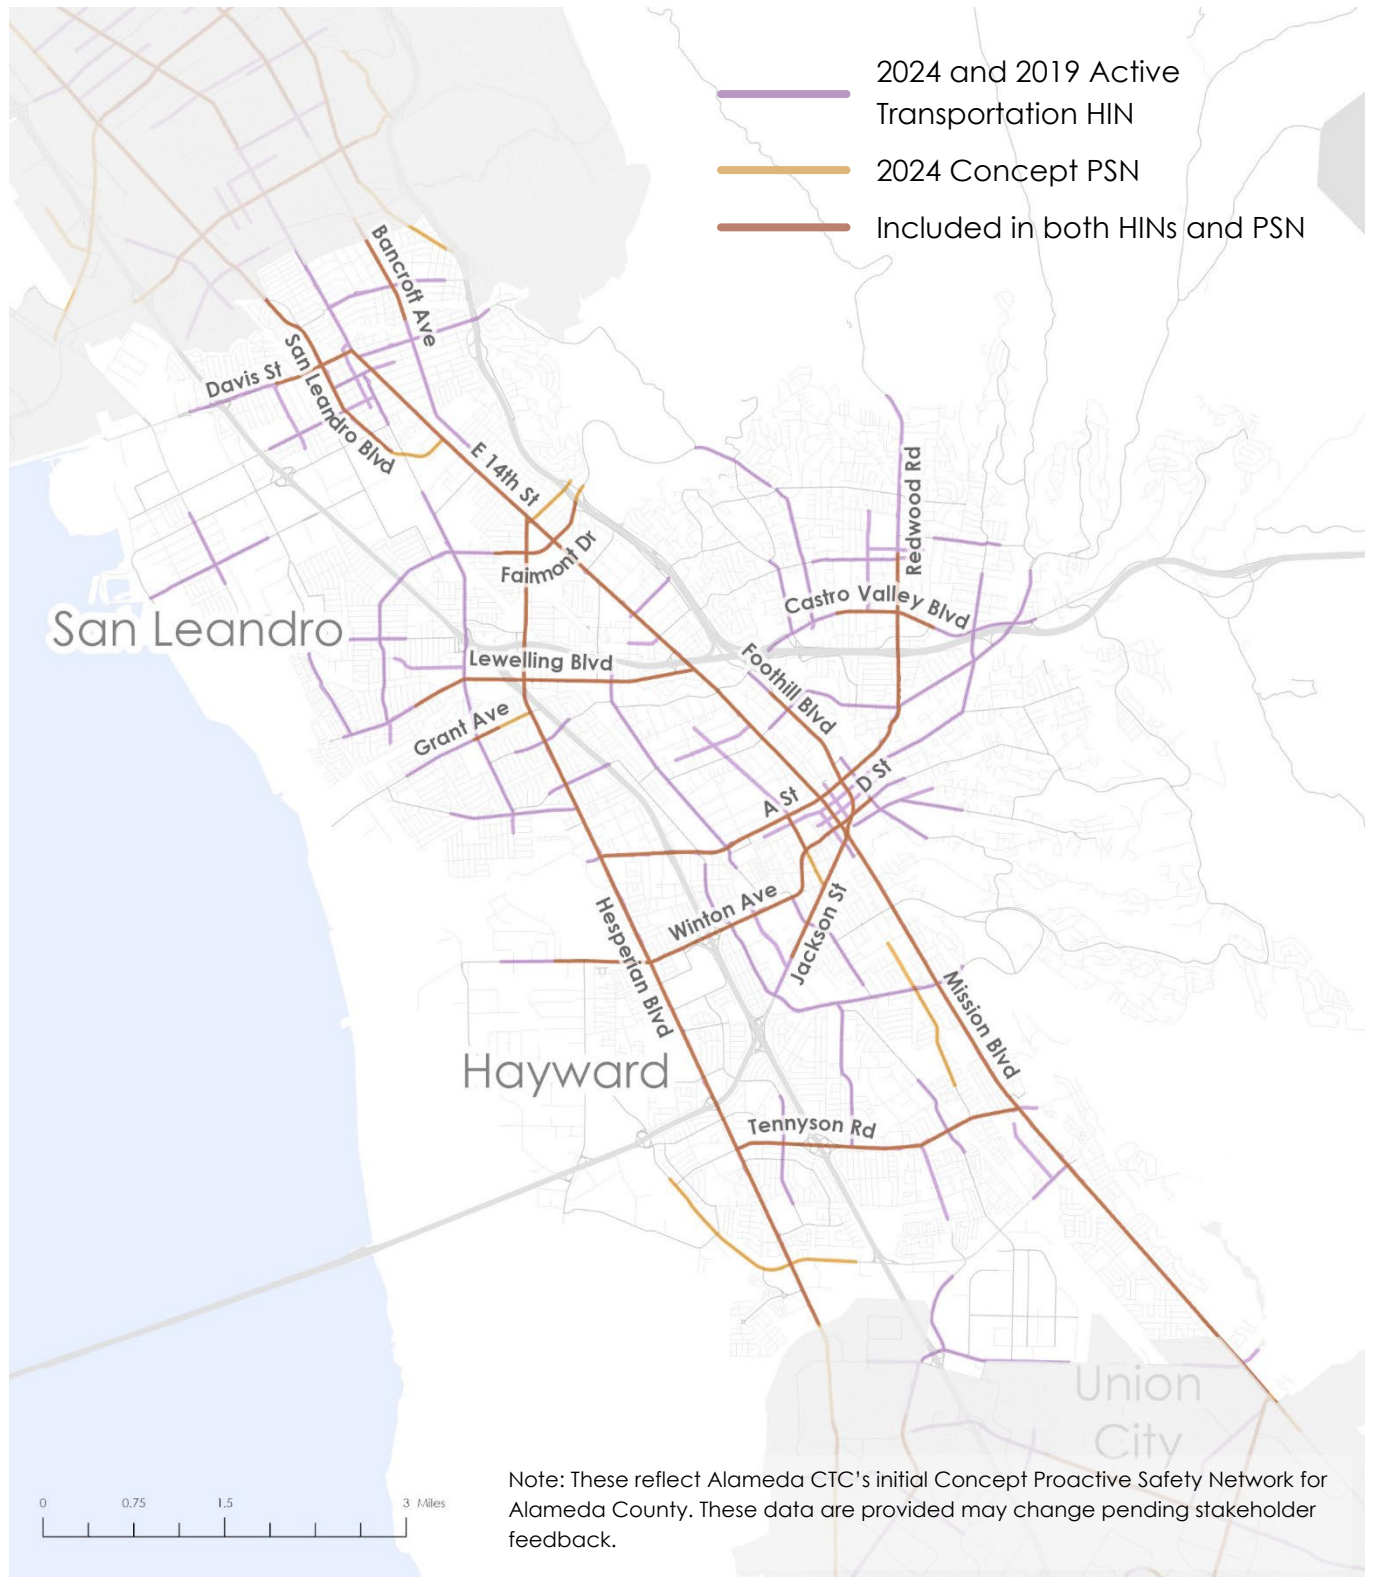 2024 and 2019 Active
Transportation HIN
2024 Concept PSN
Included in both HINs and PSN
Bancroft Ave
San Leandro Blvd
Davis St
E 14th St
Fairmont Dr
Redwood Rd
Castro Valley Blvd
San Leandro
Lewelling Blvd
Foothill Blvd
Grant Ave
A St
D St
Winton Ave
Jackson St
Hesperian Blvd
Mission Blvd
Hayward
Tennyson Rd
Union
City
Note: These reflect Alameda CTC’s initial Concept Proactive Safety Network for
Alameda County. These data are provided may change pending stakeholder
feedback.
0 0.75 1.5 3 Miles